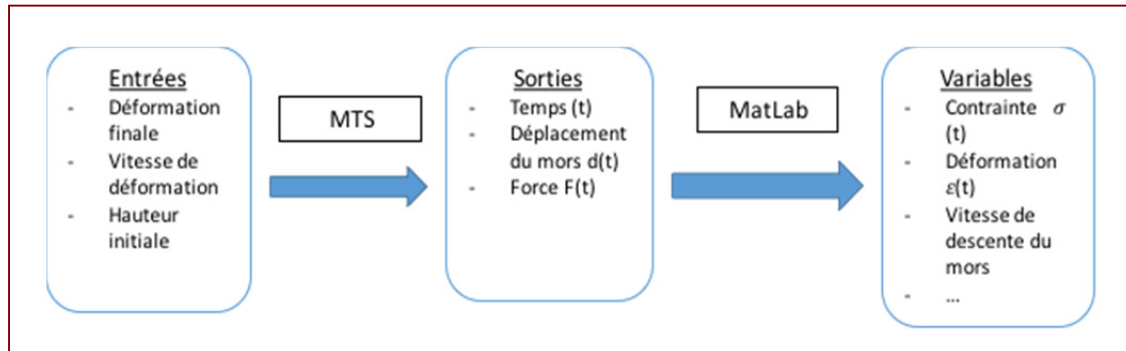 Entrées
- Déformation
finale
- Vitesse de
déformation
- Hauteur
initiale
MTS
Sorties
- Temps (t)
- Déplacement
du mors d(t)
- Force F(t)
MatLab
Variables
- Contrainte σ
(t)
- Déformation
ε(t)
- Vitesse de
descente du
mors
- ...